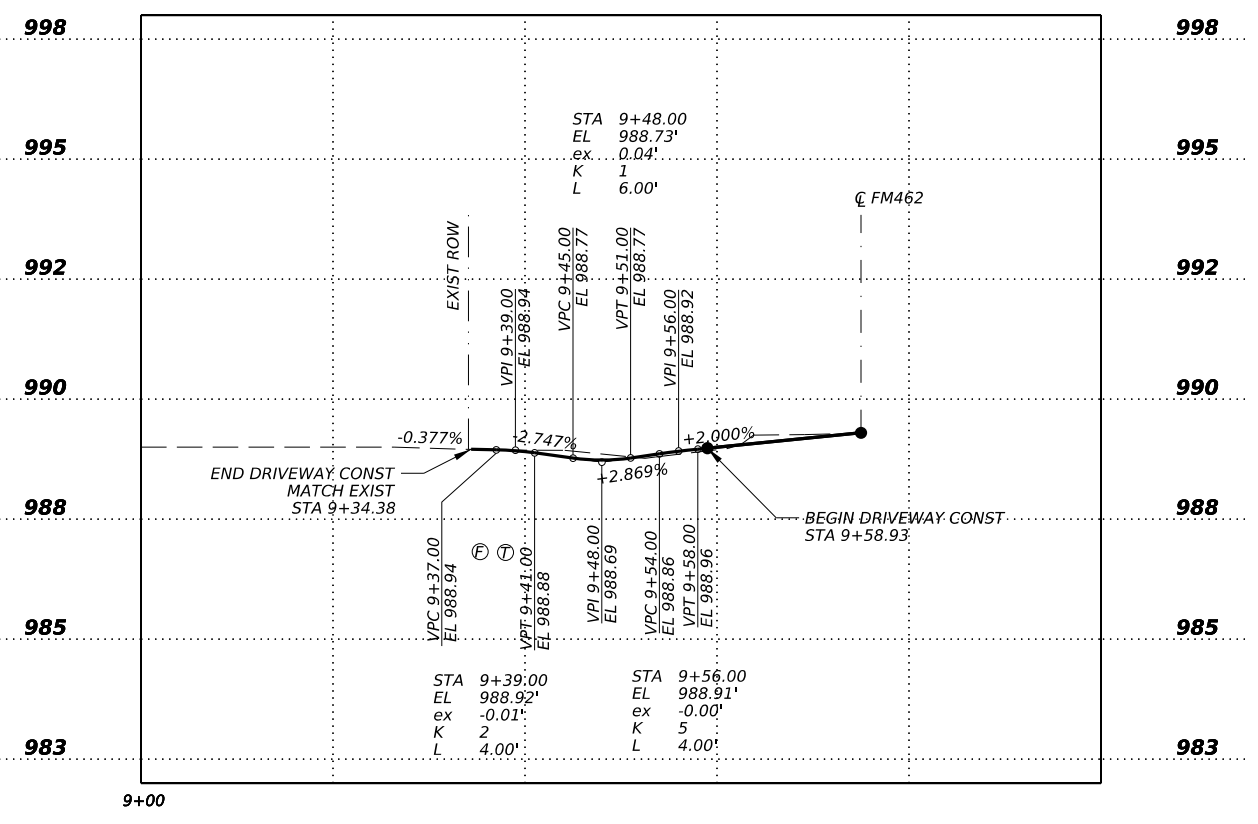 998
998
STA 9+48.00
EL 988.73'
ex 0.04'
K 1
L 6.00'
995
995
℄ FM462
EXIST ROW
VPI 9+39.00
EL 988.94
VPC 9+45.00
EL 988.77
VPT 9+51.00
EL 988.77
VPI 9+56.00
EL 988.92
992
992
990
990
-0.377%
-2.747%
+2.869%
+2.000%
END DRIVEWAY CONST
MATCH EXIST
STA 9+34.38
BEGIN DRIVEWAY CONST
STA 9+58.93
988
988
VPC 9+37.00
EL 988.94
F T
VPT 9+41.00
EL 988.88
VPI 9+48.00
EL 988.69
VPC 9+54.00
EL 988.86
VPT 9+58.00
EL 988.96
985
985
STA 9+39.00
EL 988.92'
ex -0.01'
K 2
L 4.00'
STA 9+56.00
EL 988.91'
ex -0.00'
K 5
L 4.00'
983
983
9+00